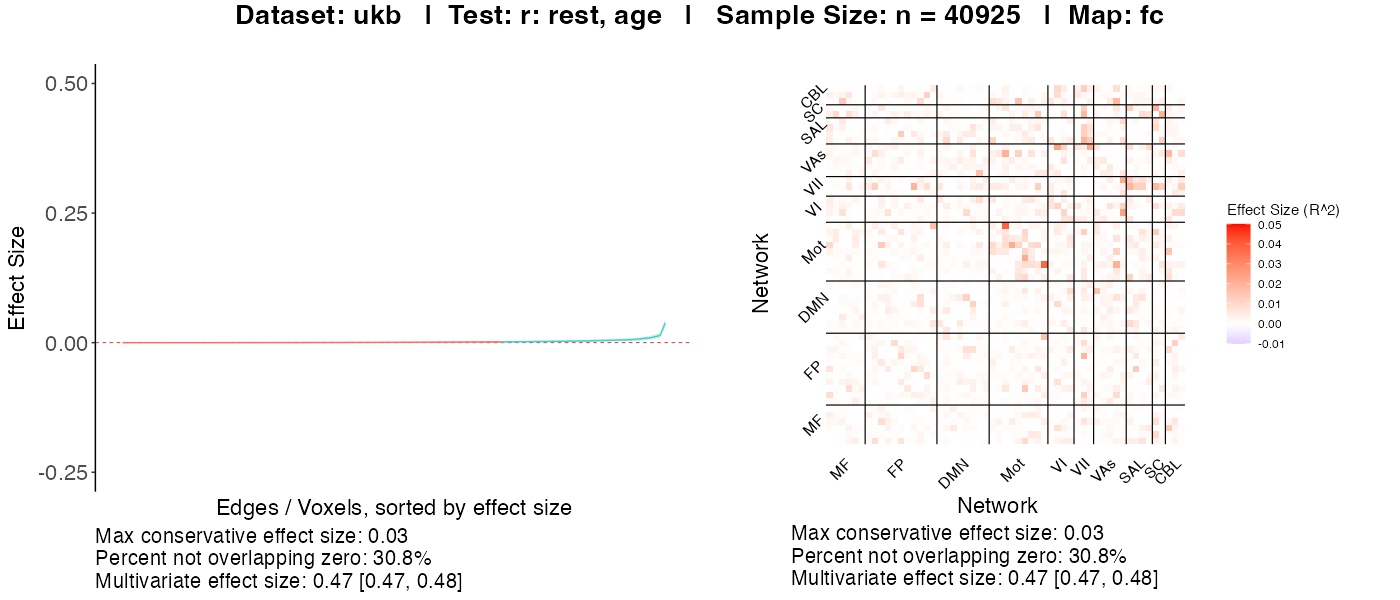 Dataset: ukb | Test: r: rest, age | Sample Size: n = 40925 | Map: fc
Effect Size
0.50
0.25
0.00
-0.25
Edges / Voxels, sorted by effect size
Max conservative effect size: 0.03
Percent not overlapping zero: 30.8%
Multivariate effect size: 0.47 [0.47, 0.48]
Network
CBL
SC
SAL
VAs
VII
VI
Mot
DMN
FP
MF
MF
FP
DMN
Mot
VI
VII
VAs
SAL
SC
CBL
Network
Max conservative effect size: 0.03
Percent not overlapping zero: 30.8%
Multivariate effect size: 0.47 [0.47, 0.48]
Effect Size (R^2)
0.05
0.04
0.03
0.02
0.01
0.00
-0.01